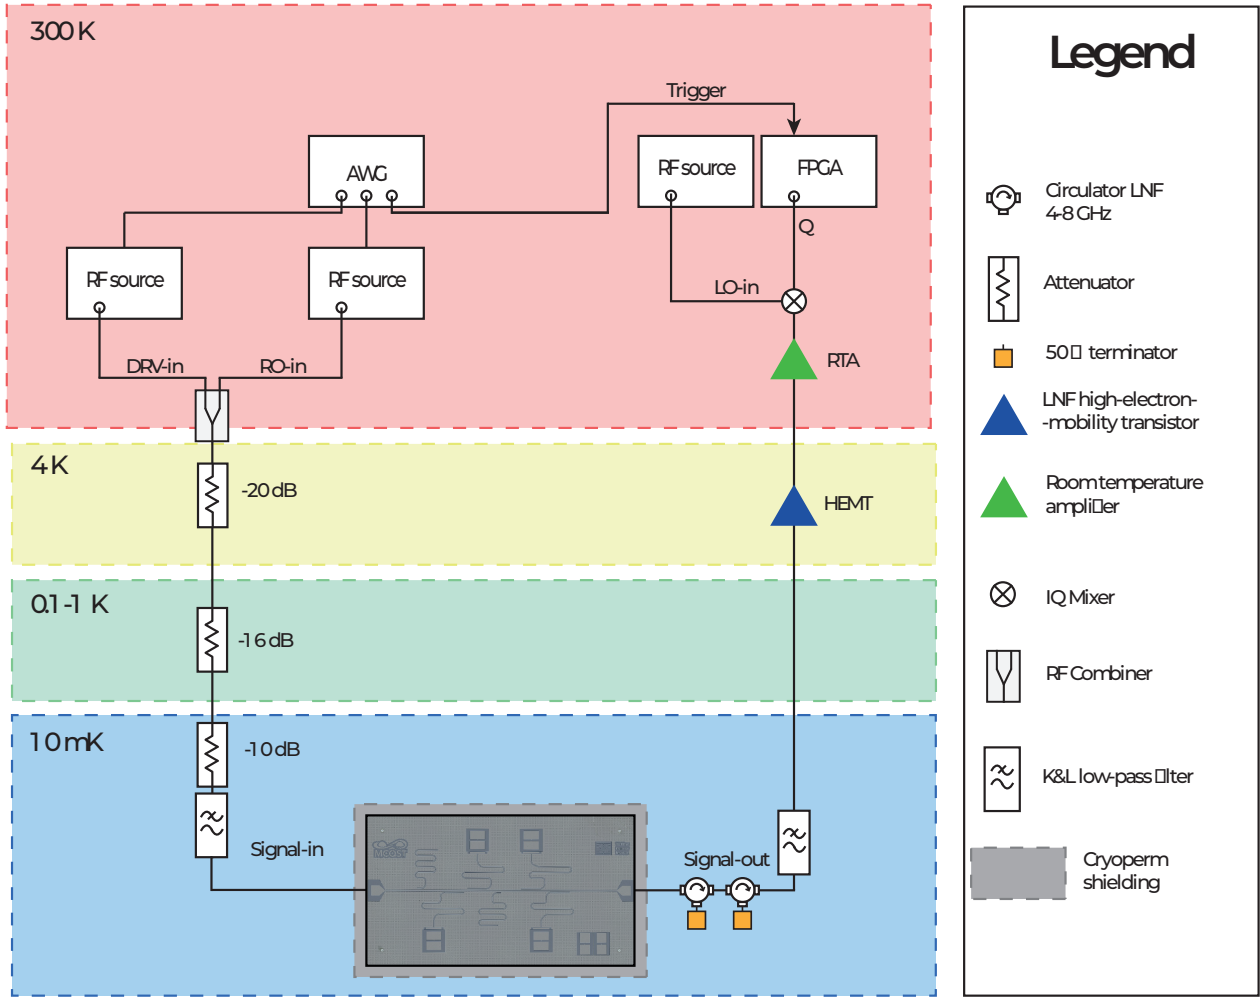 300 K
Legend
Trigger
AWG
RF source
FPGA
Q
RF source
RF source
LO-in
DRV-in
RO-in
RTA
4 K
-20 dB
HEMT
0.1-1 K
-16 dB
10 mK
-10 dB
Signal-in
Signal-out
Circulator LNF
4-8 GHz
Attenuator
50▯ terminator
LNF high-electron-
-mobility transistor
Room temperature
ampli▯er
IQ Mixer
RF Combiner
K&L low-pass ▯lter
Cryoperm
shielding